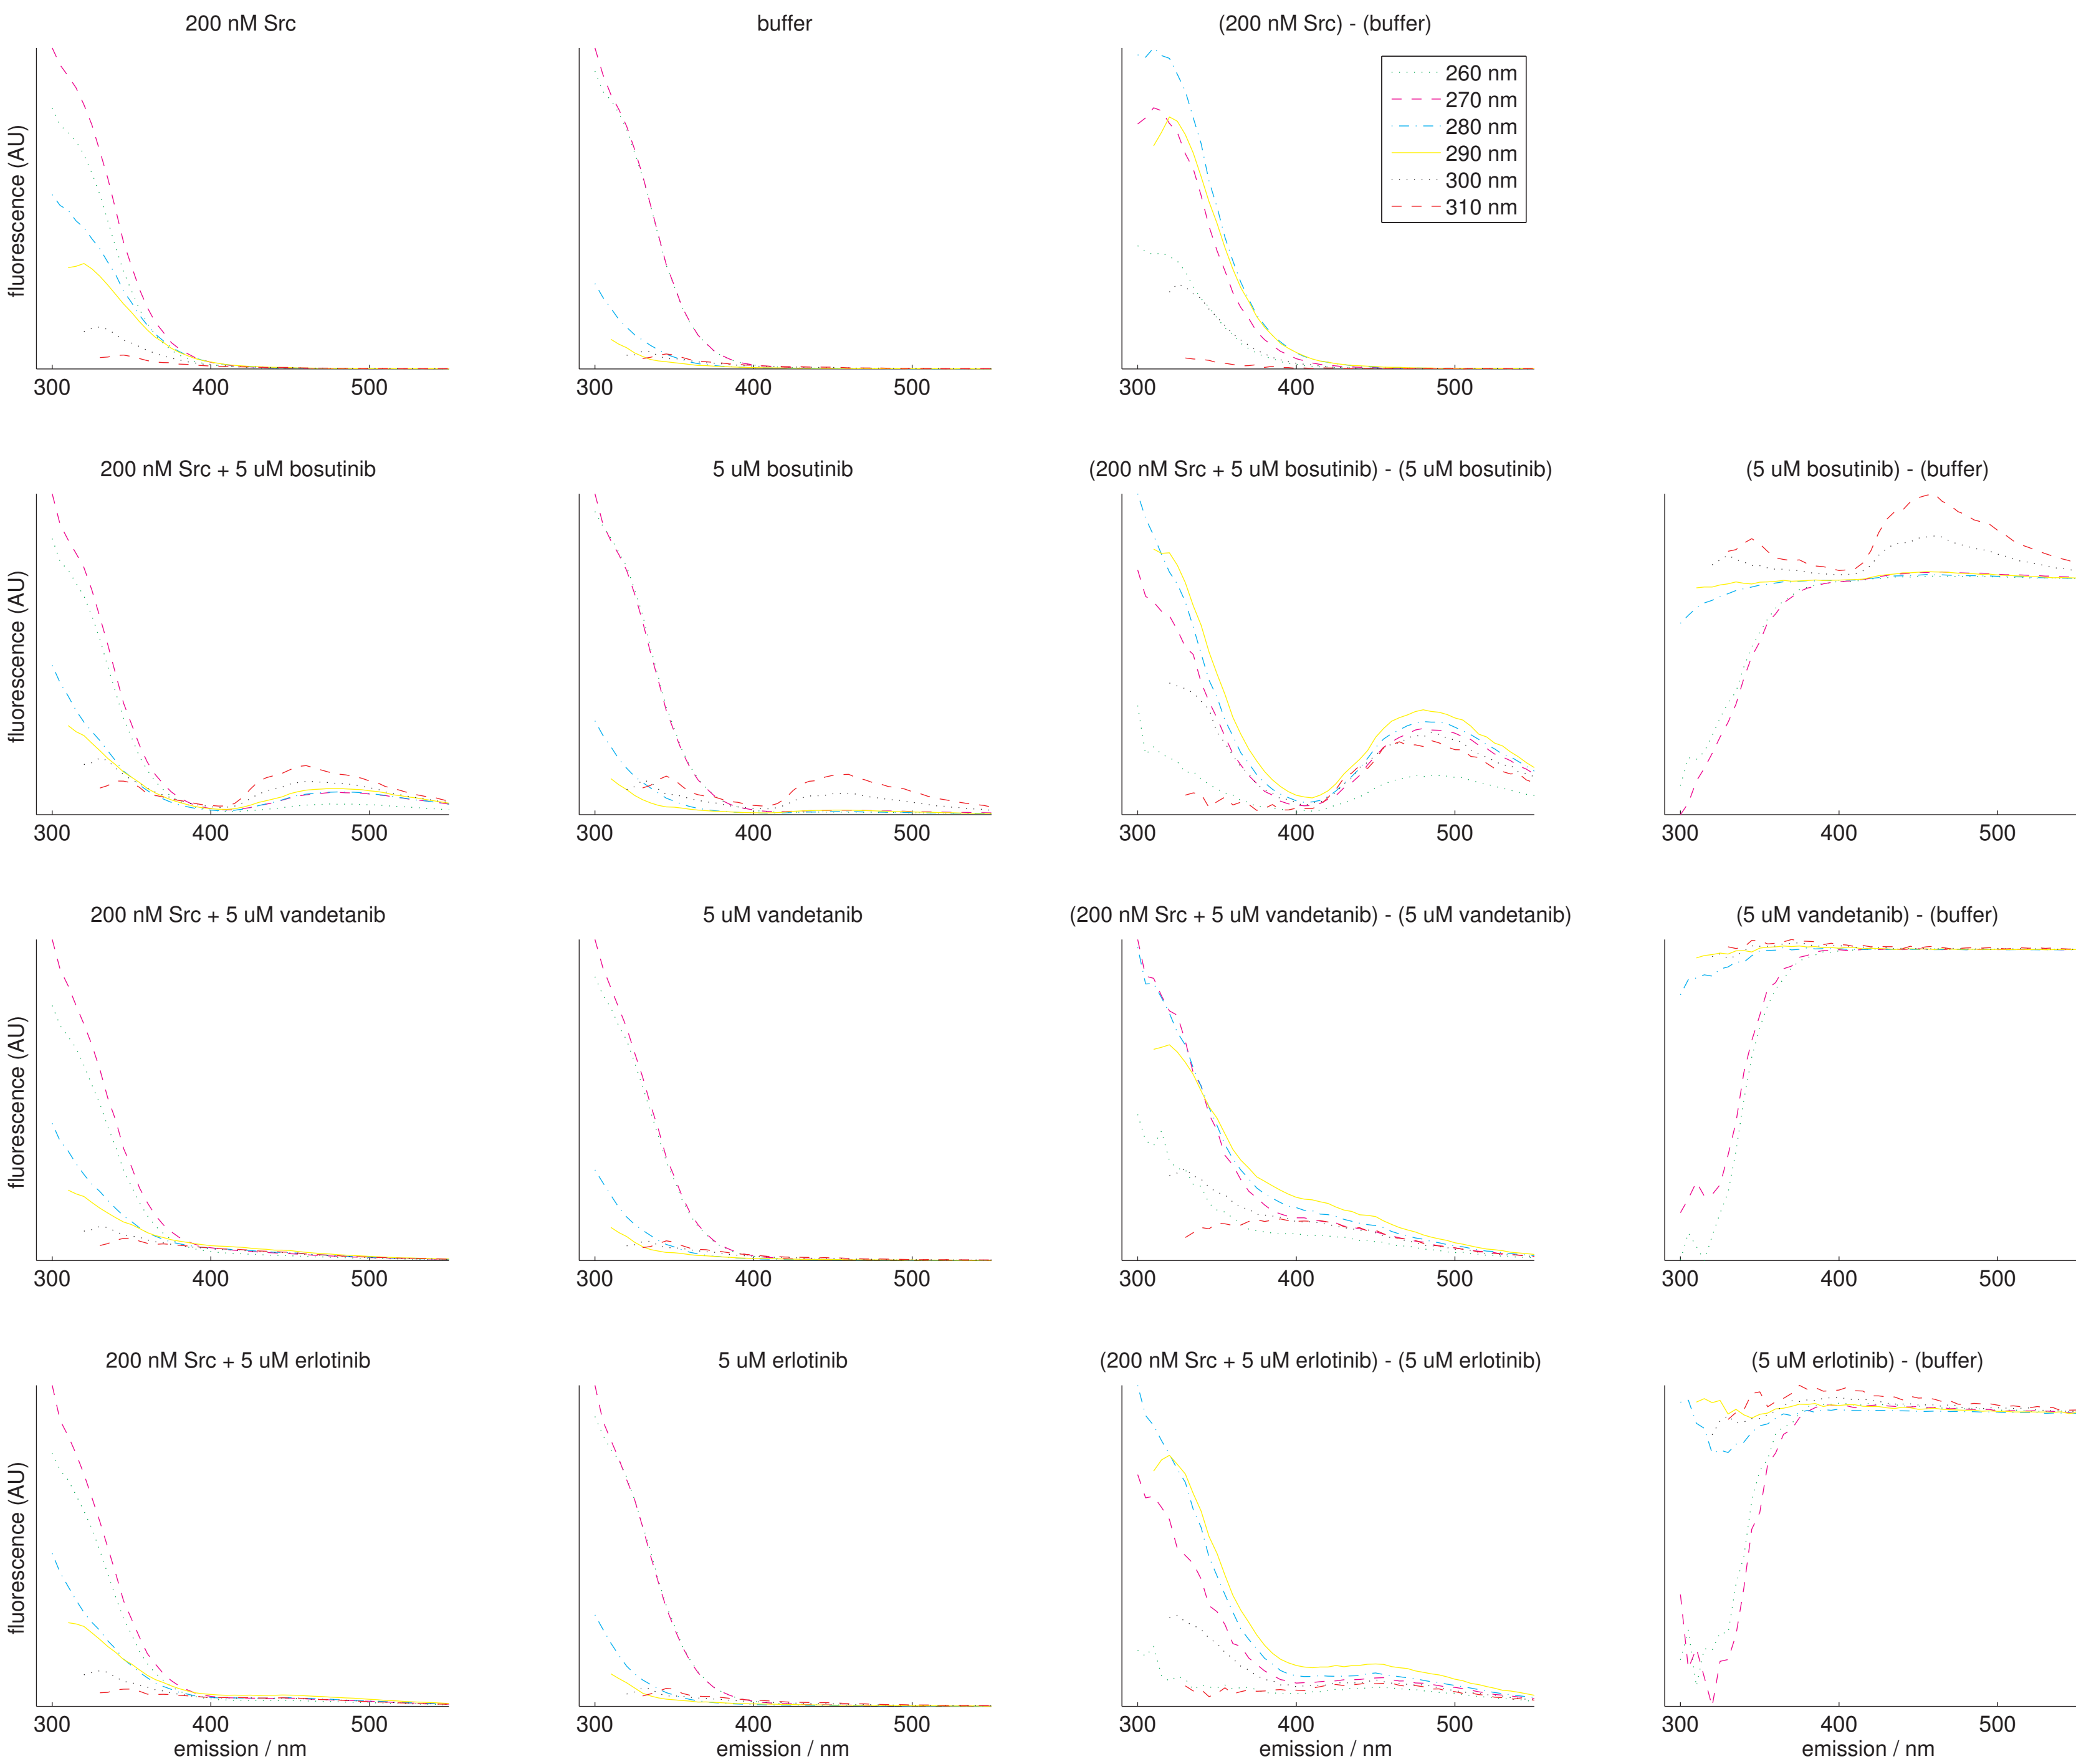 200 nM Src
buffer
(200 nM Src) - (buffer)
fluorescence (AU)
260 nm
270 nm
280 nm
290 nm
300 nm
310 nm
300 400 500
300 400 500
300 400 500
200 nM Src + 5 uM bosutinib
5 uM bosutinib
(200 nM Src + 5 uM bosutinib) - (5 uM bosutinib)
(5 uM bosutinib) - (buffer)
fluorescence (AU)
300 400 500
300 400 500
300 400 500
300 400 500
200 nM Src + 5 uM vandetanib
5 uM vandetanib
(200 nM Src + 5 uM vandetanib) - (5 uM vandetanib)
(5 uM vandetanib) - (buffer)
fluorescence (AU)
300 400 500
300 400 500
300 400 500
300 400 500
200 nM Src + 5 uM erlotinib
5 uM erlotinib
(200 nM Src + 5 uM erlotinib) - (5 uM erlotinib)
(5 uM erlotinib) - (buffer)
fluorescence (AU)
300 400 500
300 400 500
300 400 500
300 400 500
emission / nm
emission / nm
emission / nm
emission / nm